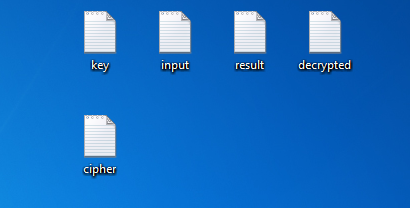 key
input
result
decrypted
cipher